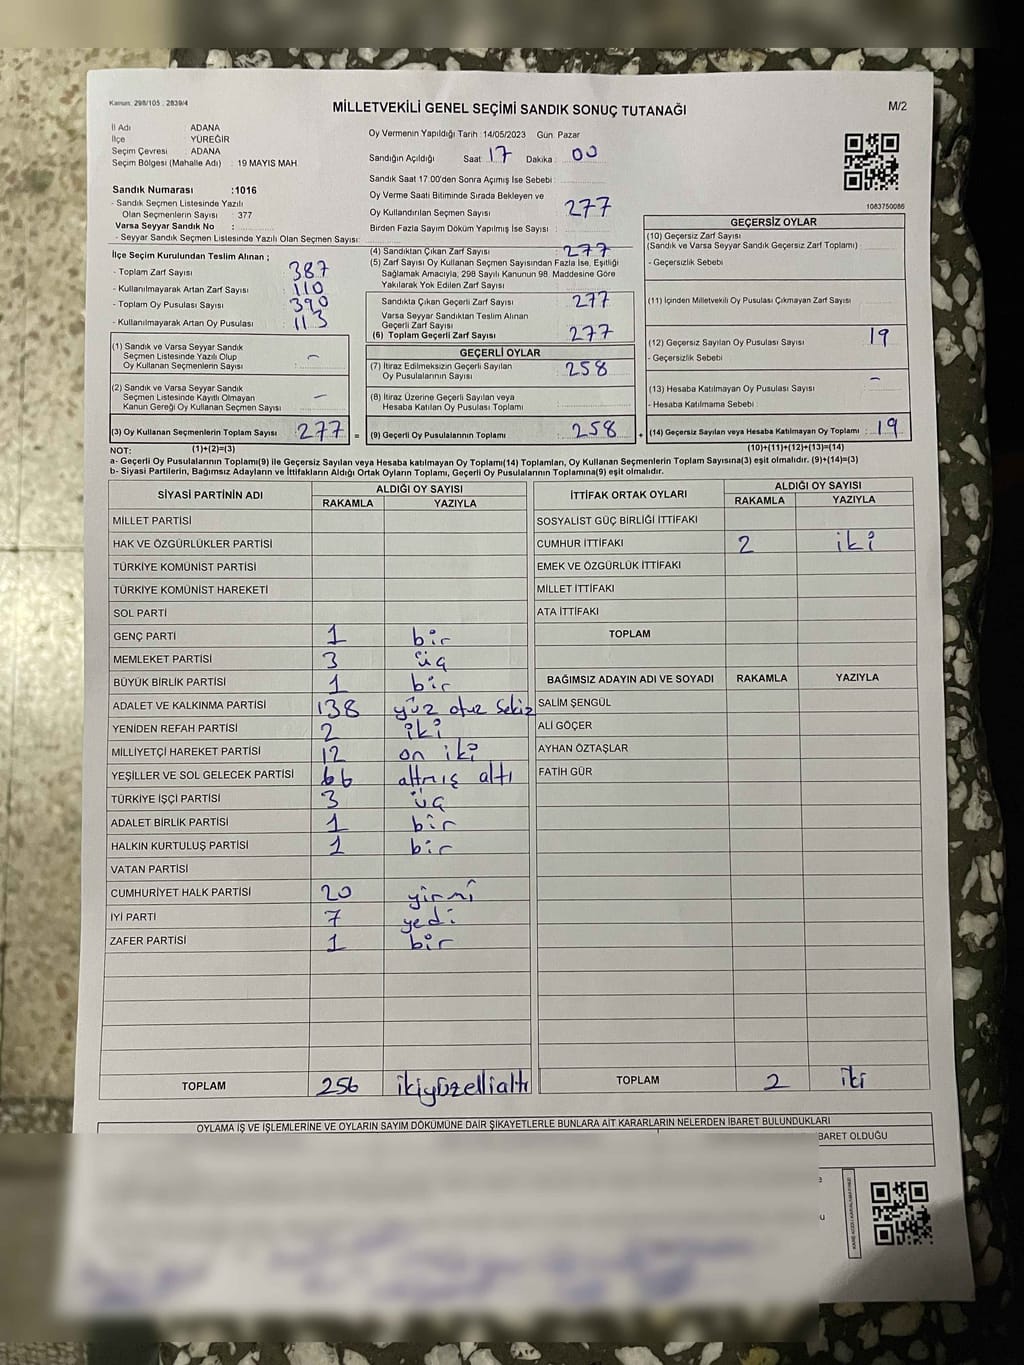 Kanun. 298/105 , 2839/4
MİLLETVEKİLİ GENEL SEÇİMİ SANDIK SONUÇ TUTANAĞI
M/2
İl Adı ADANA
İlçe YÜREĞİR
Seçim Çevresi ADANA
Seçim Bölgesi (Mahalle Adı) : 19 MAYIS MAH.
Sandık Numarası :1016
- Sandık Seçmen Listesinde Yazılı
Olan Seçmenlerin Sayısı : 377
Varsa Seyyar Sandık No :
- Seyyar Sandık Seçmen Listesinde Yazılı Olan Seçmen Sayısı:
İlçe Seçim Kurulundan Teslim Alınan ;
- Toplam Zarf Sayısı 387
- Kullanılmayarak Artan Zarf Sayısı 110
- Toplam Oy Pusulası Sayısı 390
- Kullanılmayarak Artan Oy Pusulası 113
(1) Sandık ve Varsa Seyyar Sandık
Seçmen Listesinde Yazılı Olup
Oy Kullanan Seçmenlerin Sayısı : –
(2) Sandık ve Varsa Seyyar Sandık
Seçmen Listesinde Kayıtlı Olmayan
Kanun Gereği Oy Kullanan Seçmen Sayısı –
(3) Oy Kullanan Seçmenlerin Toplam Sayısı 277 =
Oy Vermenin Yapıldığı Tarih :14/05/2023 Gün: Pazar
Sandığın Açıldığı Saat 17 Dakika : 00
Sandık Saat 17:00'den Sonra Açımış İse Sebebi :
Oy Verme Saati Bitiminde Sırada Bekleyen ve
Oy Kullandırılan Seçmen Sayısı : 277
Birden Fazla Sayım Döküm Yapılmış İse Sayısı :
(4) Sandıktan Çıkan Zarf Sayısı : 277
(5) Zarf Sayısı Oy Kullanan Seçmen Sayısından Fazla İse, Eşitliği
Sağlamak Amacıyla, 298 Sayılı Kanunun 98. Maddesine Göre
Yakılarak Yok Edilen Zarf Sayısı :
Sandıkta Çıkan Geçerli Zarf Sayısı : 277
Varsa Seyyar Sandıktan Teslim Alınan
Geçerli Zarf Sayısı
(6) Toplam Geçerli Zarf Sayısı : 277
GEÇERLİ OYLAR
(7) İtiraz Edilmeksizin Geçerli Sayılan
Oy Pusulalarının Sayısı : 258
(8) İtiraz Üzerine Geçerli Sayılan veya
Hesaba Katılan Oy Pusulası Toplamı
(9) Geçerli Oy Pusulalarının Toplamı : 258 +
1083750086
GEÇERSİZ OYLAR
(10) Geçersiz Zarf Sayısı
(Sandık ve Varsa Seyyar Sandık Geçersiz Zarf Toplamı) :
- Geçersizlik Sebebi
(11) İçinden Milletvekili Oy Pusulası Çıkmayan Zarf Sayısı :
(12) Geçersiz Sayılan Oy Pusulası Sayısı : 19
- Geçersizlik Sebebi
(13) Hesaba Katılmayan Oy Pusulası Sayısı : –
- Hesaba Katılmama Sebebi :
(14) Geçersiz Sayılan veya Hesaba Katılmayan Oy Toplamı : 19
NOT: (1)+(2)=(3) (10)+(11)+(12)+(13)=(14)
a- Geçerli Oy Pusulalarının Toplamı(9) ile Geçersiz Sayılan veya Hesaba katılmayan Oy Toplamı(14) Toplamları, Oy Kullanan Seçmenlerin Toplam Sayısına(3) eşit olmalıdır. (9)+(14)=(3)
b- Siyasi Partilerin, Bağımsız Adayların ve İttifakların Aldığı Ortak Oyların Toplamı, Geçerli Oy Pusulalarının Toplamına(9) eşit olmalıdır.
SİYASİ PARTİNİN ADI ALDIĞI OY SAYISI
RAKAMLA YAZIYLA
MİLLET PARTİSİ
HAK VE ÖZGÜRLÜKLER PARTİSİ
TÜRKİYE KOMÜNİST PARTİSİ
TÜRKİYE KOMÜNİST HAREKETİ
SOL PARTİ
GENÇ PARTİ 1 bir
MEMLEKET PARTİSİ 3 üç
BÜYÜK BİRLİK PARTİSİ 1 bir
ADALET VE KALKINMA PARTİSİ 138 yüz otuz Sekiz
YENİDEN REFAH PARTİSİ 2 iki
MİLLİYETÇİ HAREKET PARTİSİ 12 on iki
YEŞİLLER VE SOL GELECEK PARTİSİ 66 altmış altı
TÜRKİYE İŞÇİ PARTİSİ 3 üç
ADALET BİRLİK PARTİSİ 1 bir
HALKIN KURTULUŞ PARTİSİ 1 bir
VATAN PARTİSİ
CUMHURİYET HALK PARTİSİ 20 yirmi
İYİ PARTİ 7 yedi
ZAFER PARTİSİ 1 bir
TOPLAM 256 ikiyüzellialtı
İTTİFAK ORTAK OYLARI ALDIĞI OY SAYISI
RAKAMLA YAZIYLA
SOSYALİST GÜÇ BİRLİĞİ İTTİFAKI
CUMHUR İTTİFAKI 2 iki
EMEK VE ÖZGÜRLÜK İTTİFAKI
MİLLET İTTİFAKI
ATA İTTİFAKI
TOPLAM
BAĞIMSIZ ADAYIN ADI VE SOYADI RAKAMLA YAZIYLA
SALİM ŞENGÜL
ALİ GÖÇER
AYHAN ÖZTAŞLAR
FATİH GÜR
TOPLAM 2 iki
OYLAMA İŞ VE İŞLEMLERİNE VE OYLARIN SAYIM DÖKÜMÜNE DAİR ŞİKAYETLERLE BUNLARA AİT KARARLARIN NELERDEN İBARET BULUNDUKLARI
BARET OLDUĞU